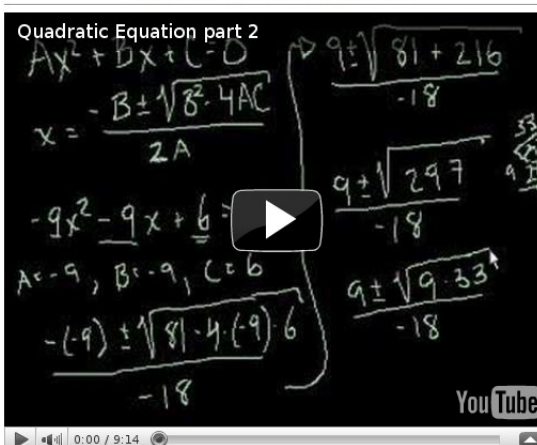 Quadratic Equation part 2
Ax² + Bx + C = 0
x = -B ± √B² - 4AC
2A
-9x² - 9x + 6 =
A = -9, B = -9, C = 6
-(-9) ± √81 - 4 · (-9) · 6
-18
9 ± √81 + 216
-18
9 ± √297
-18
9 ± √9 · 33
-18
33
YouTube
0:00 / 9:14